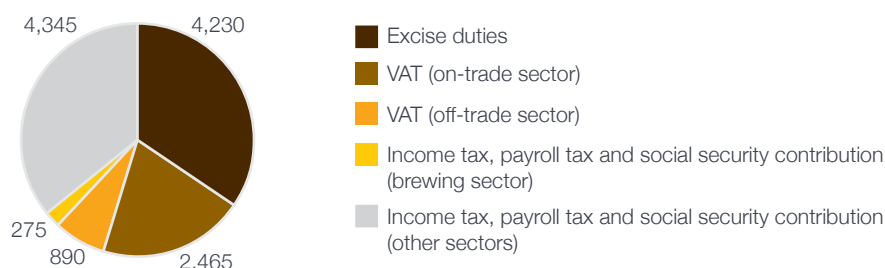 4,345
4,230
275
890
2,465
Excise duties
VAT (on-trade sector)
VAT (off-trade sector)
Income tax, payroll tax and social security contribution
(brewing sector)
Income tax, payroll tax and social security contribution
(other sectors)